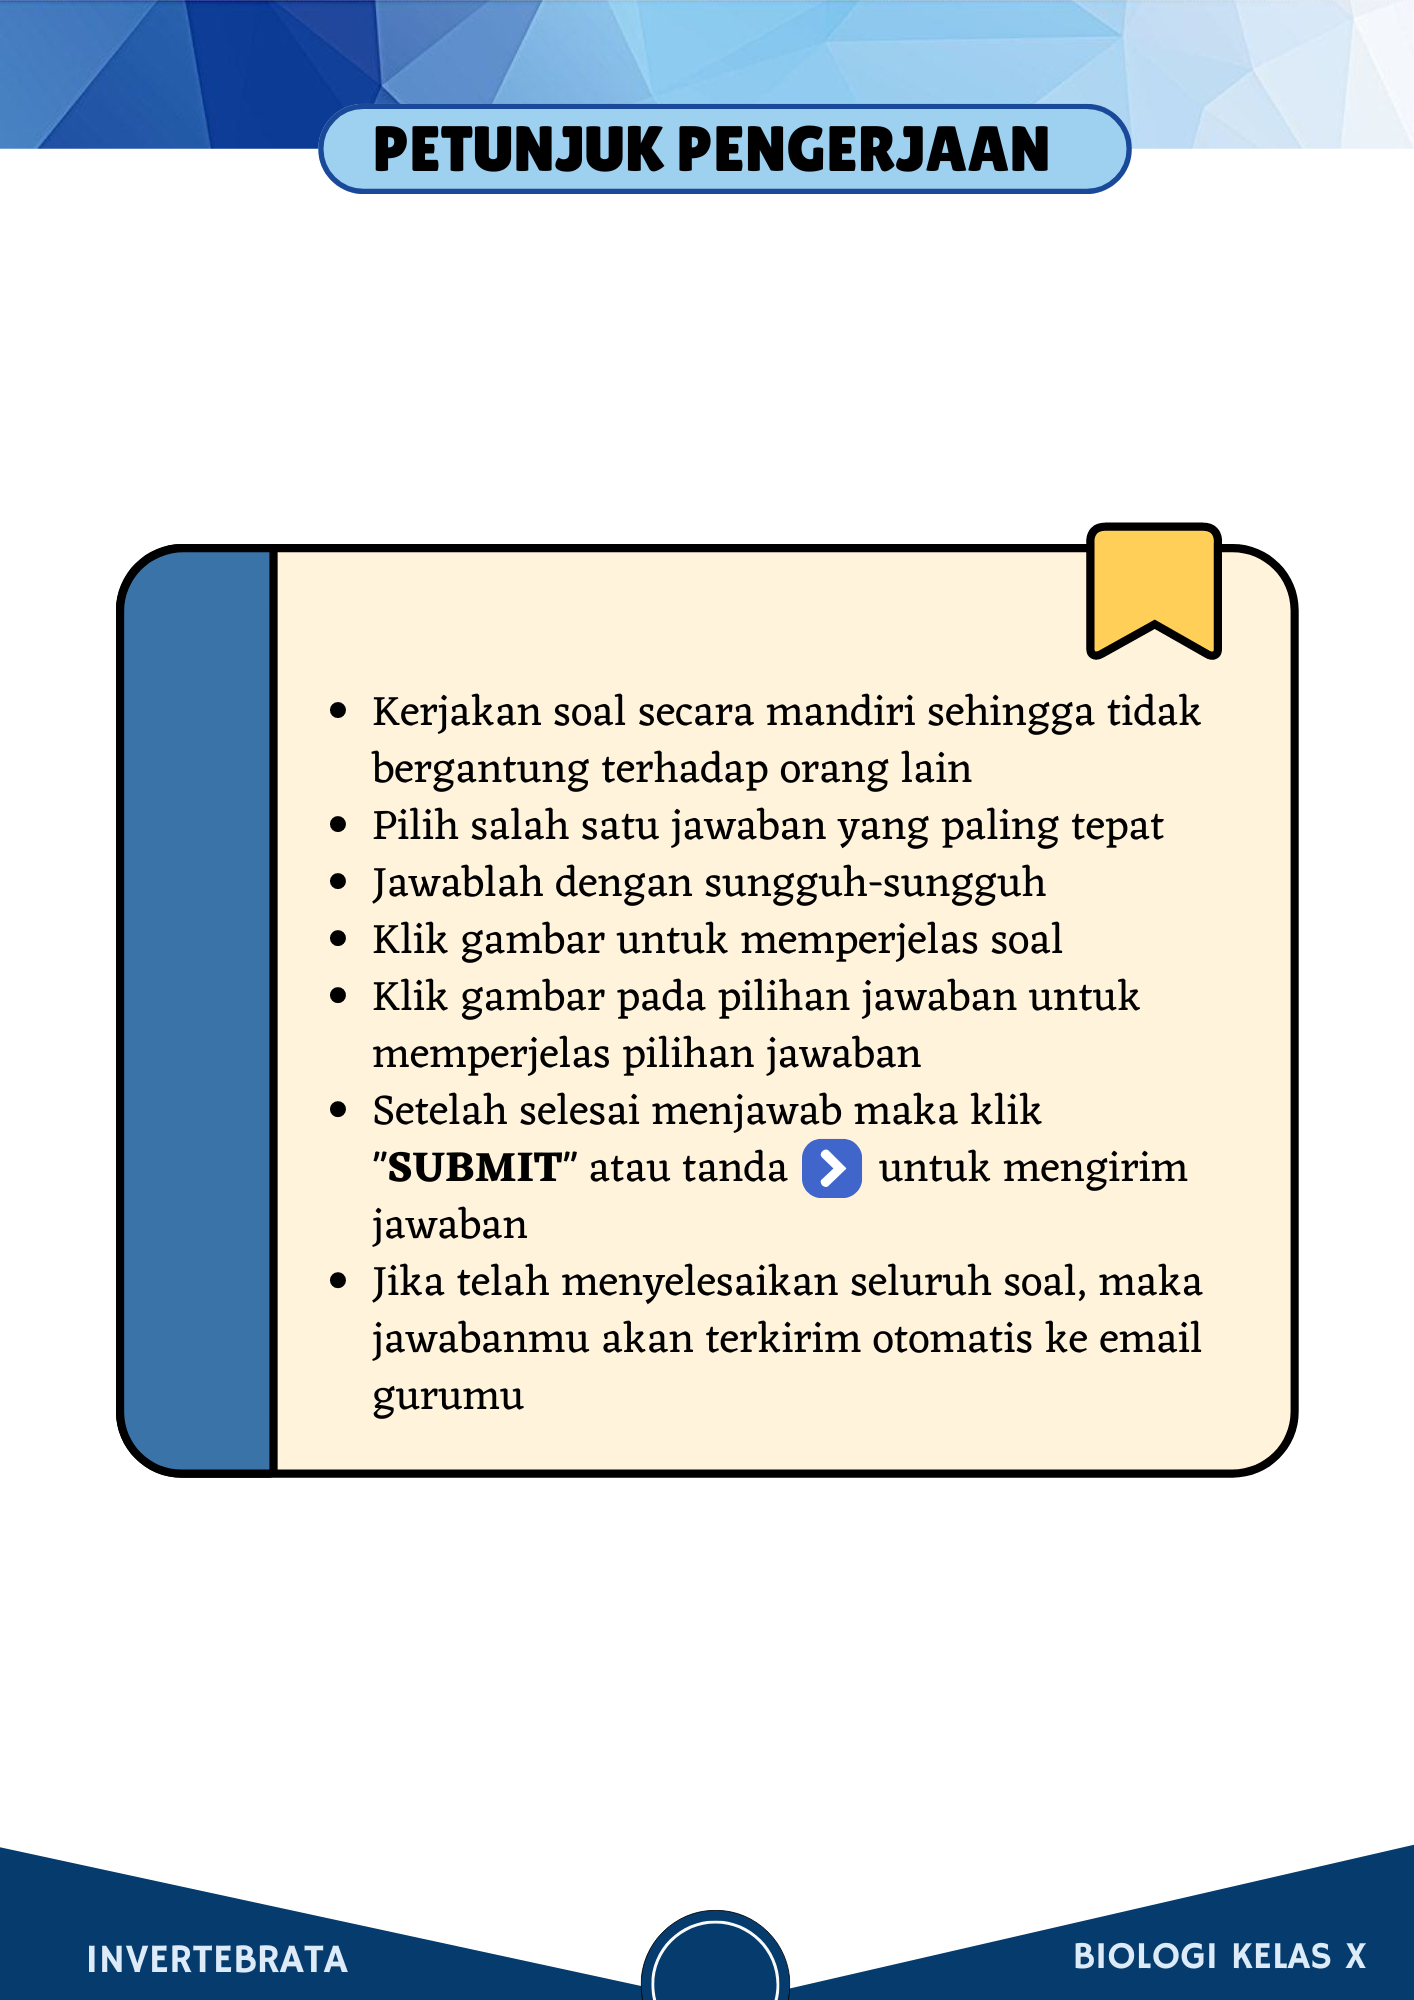 PETUNJUK PENGERJAAN
• Kerjakan soal secara mandiri sehingga tidak
bergantung terhadap orang lain
• Pilih salah satu jawaban yang paling tepat
• Jawablah dengan sungguh-sungguh
• Klik gambar untuk memperjelas soal
• Klik gambar pada pilihan jawaban untuk
memperjelas pilihan jawaban
• Setelah selesai menjawab maka klik
"SUBMIT" atau tanda untuk mengirim
jawaban
• Jika telah menyelesaikan seluruh soal, maka
jawabanmu akan terkirim otomatis ke email
gurumu
INVERTEBRATA
BIOLOGI KELAS X